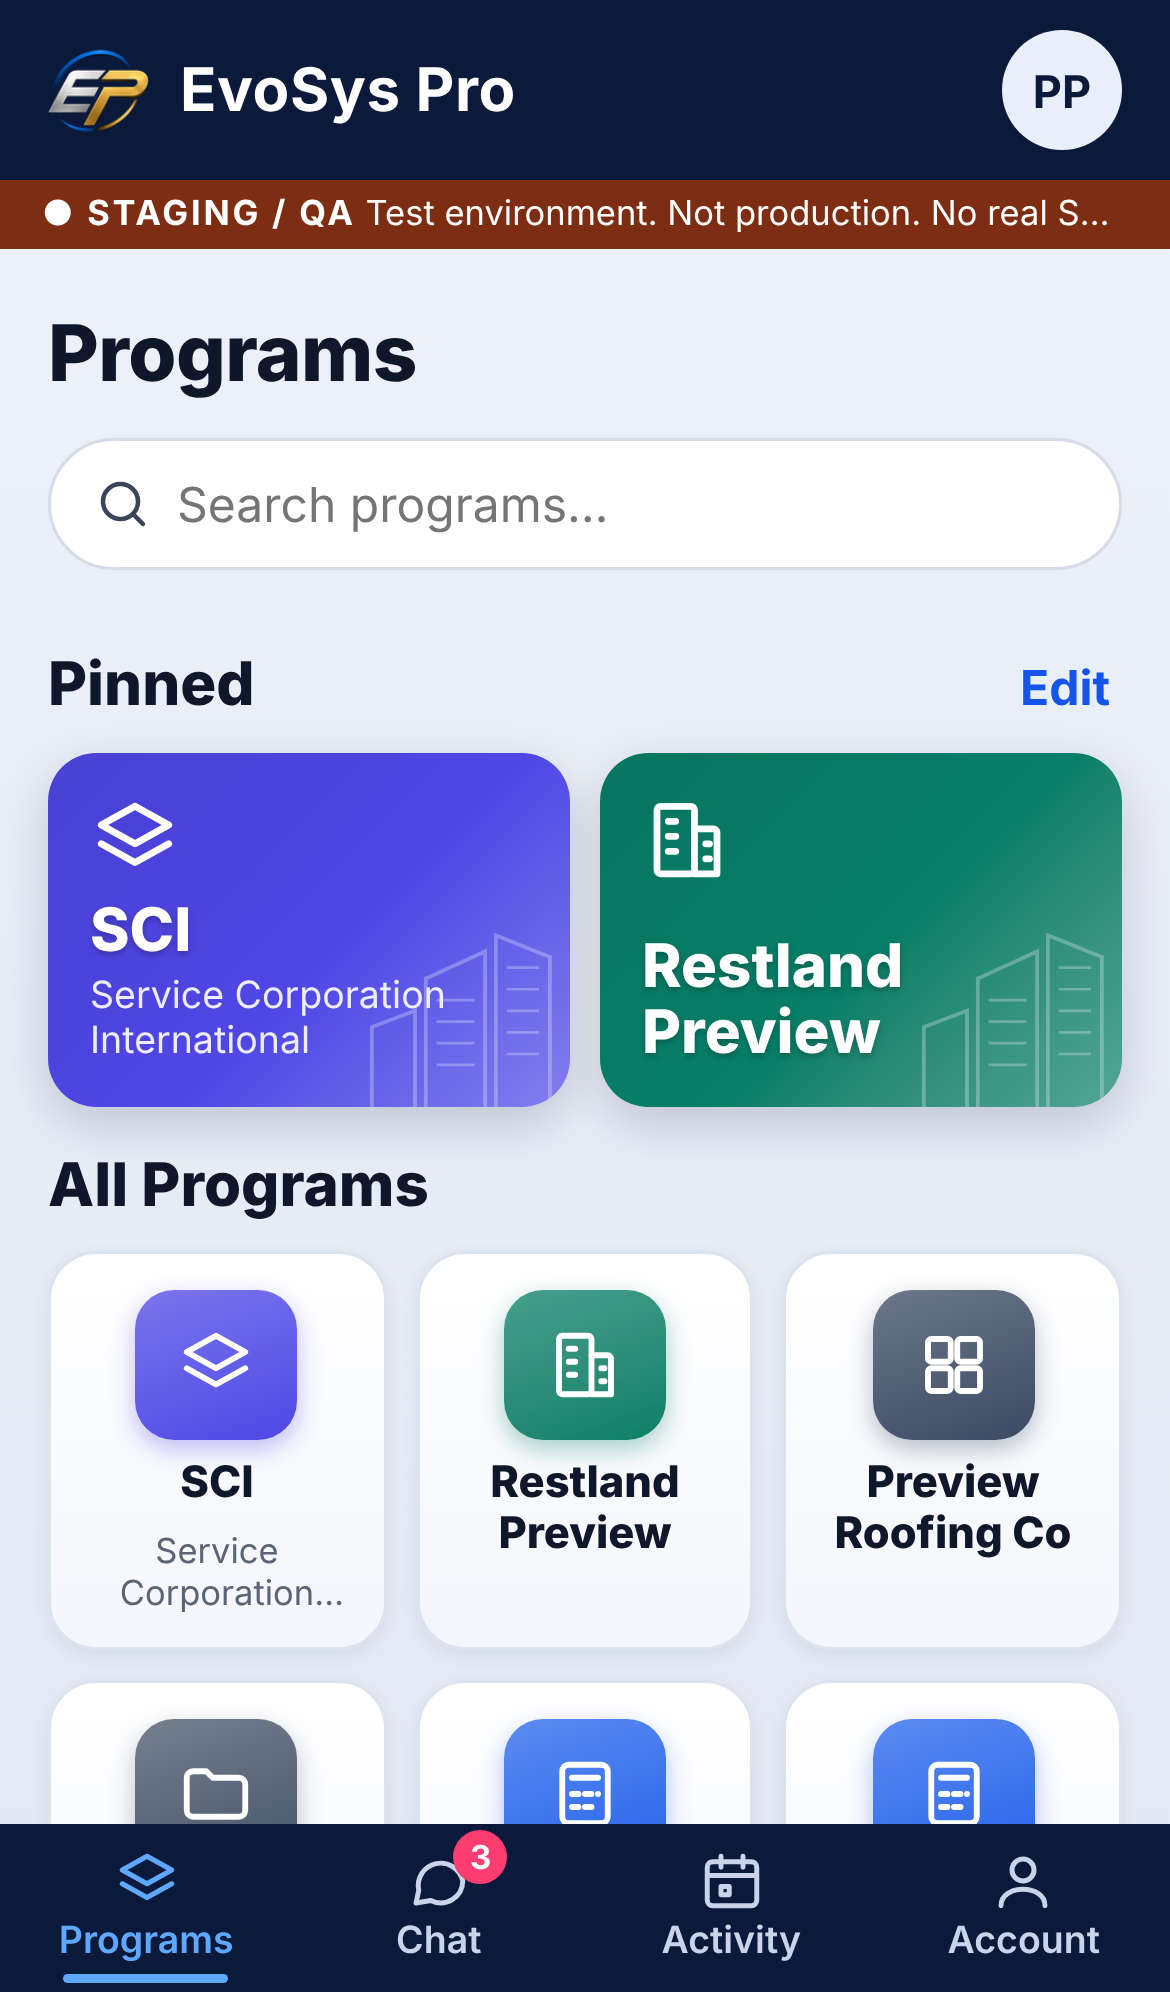 EP
EvoSys Pro
PP
STAGING / QA Test environment. Not production. No real S...
Programs
Search programs...
Pinned
Edit
SCI
Service Corporation
International
Restland
Preview
All Programs
SCI
Service
Corporation...
Restland
Preview
Preview
Roofing Co
Programs
3
Chat
Activity
Account